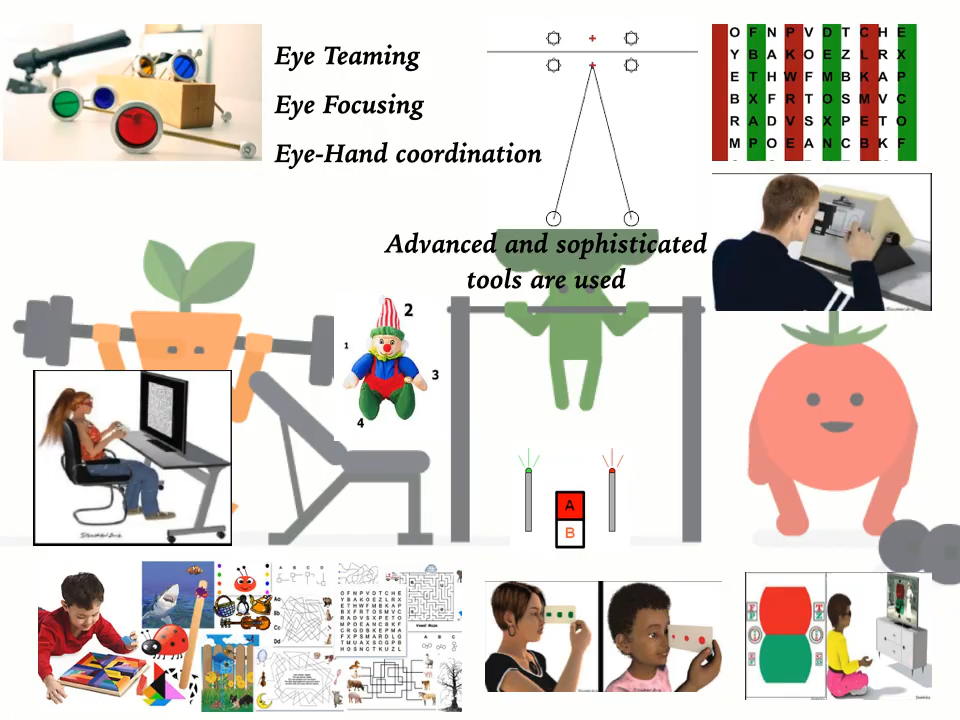 Eye Teaming
Eye Focusing
Eye-Hand coordination
O F N P V D T C H E
Y B A K O E Z L R X
E T H W F M B K A P
B X F R T O S M V C
R A D V S X P E T O
M P O E A N C B K F
Advanced and sophisticated
tools are used
2
1
3
4
A
B